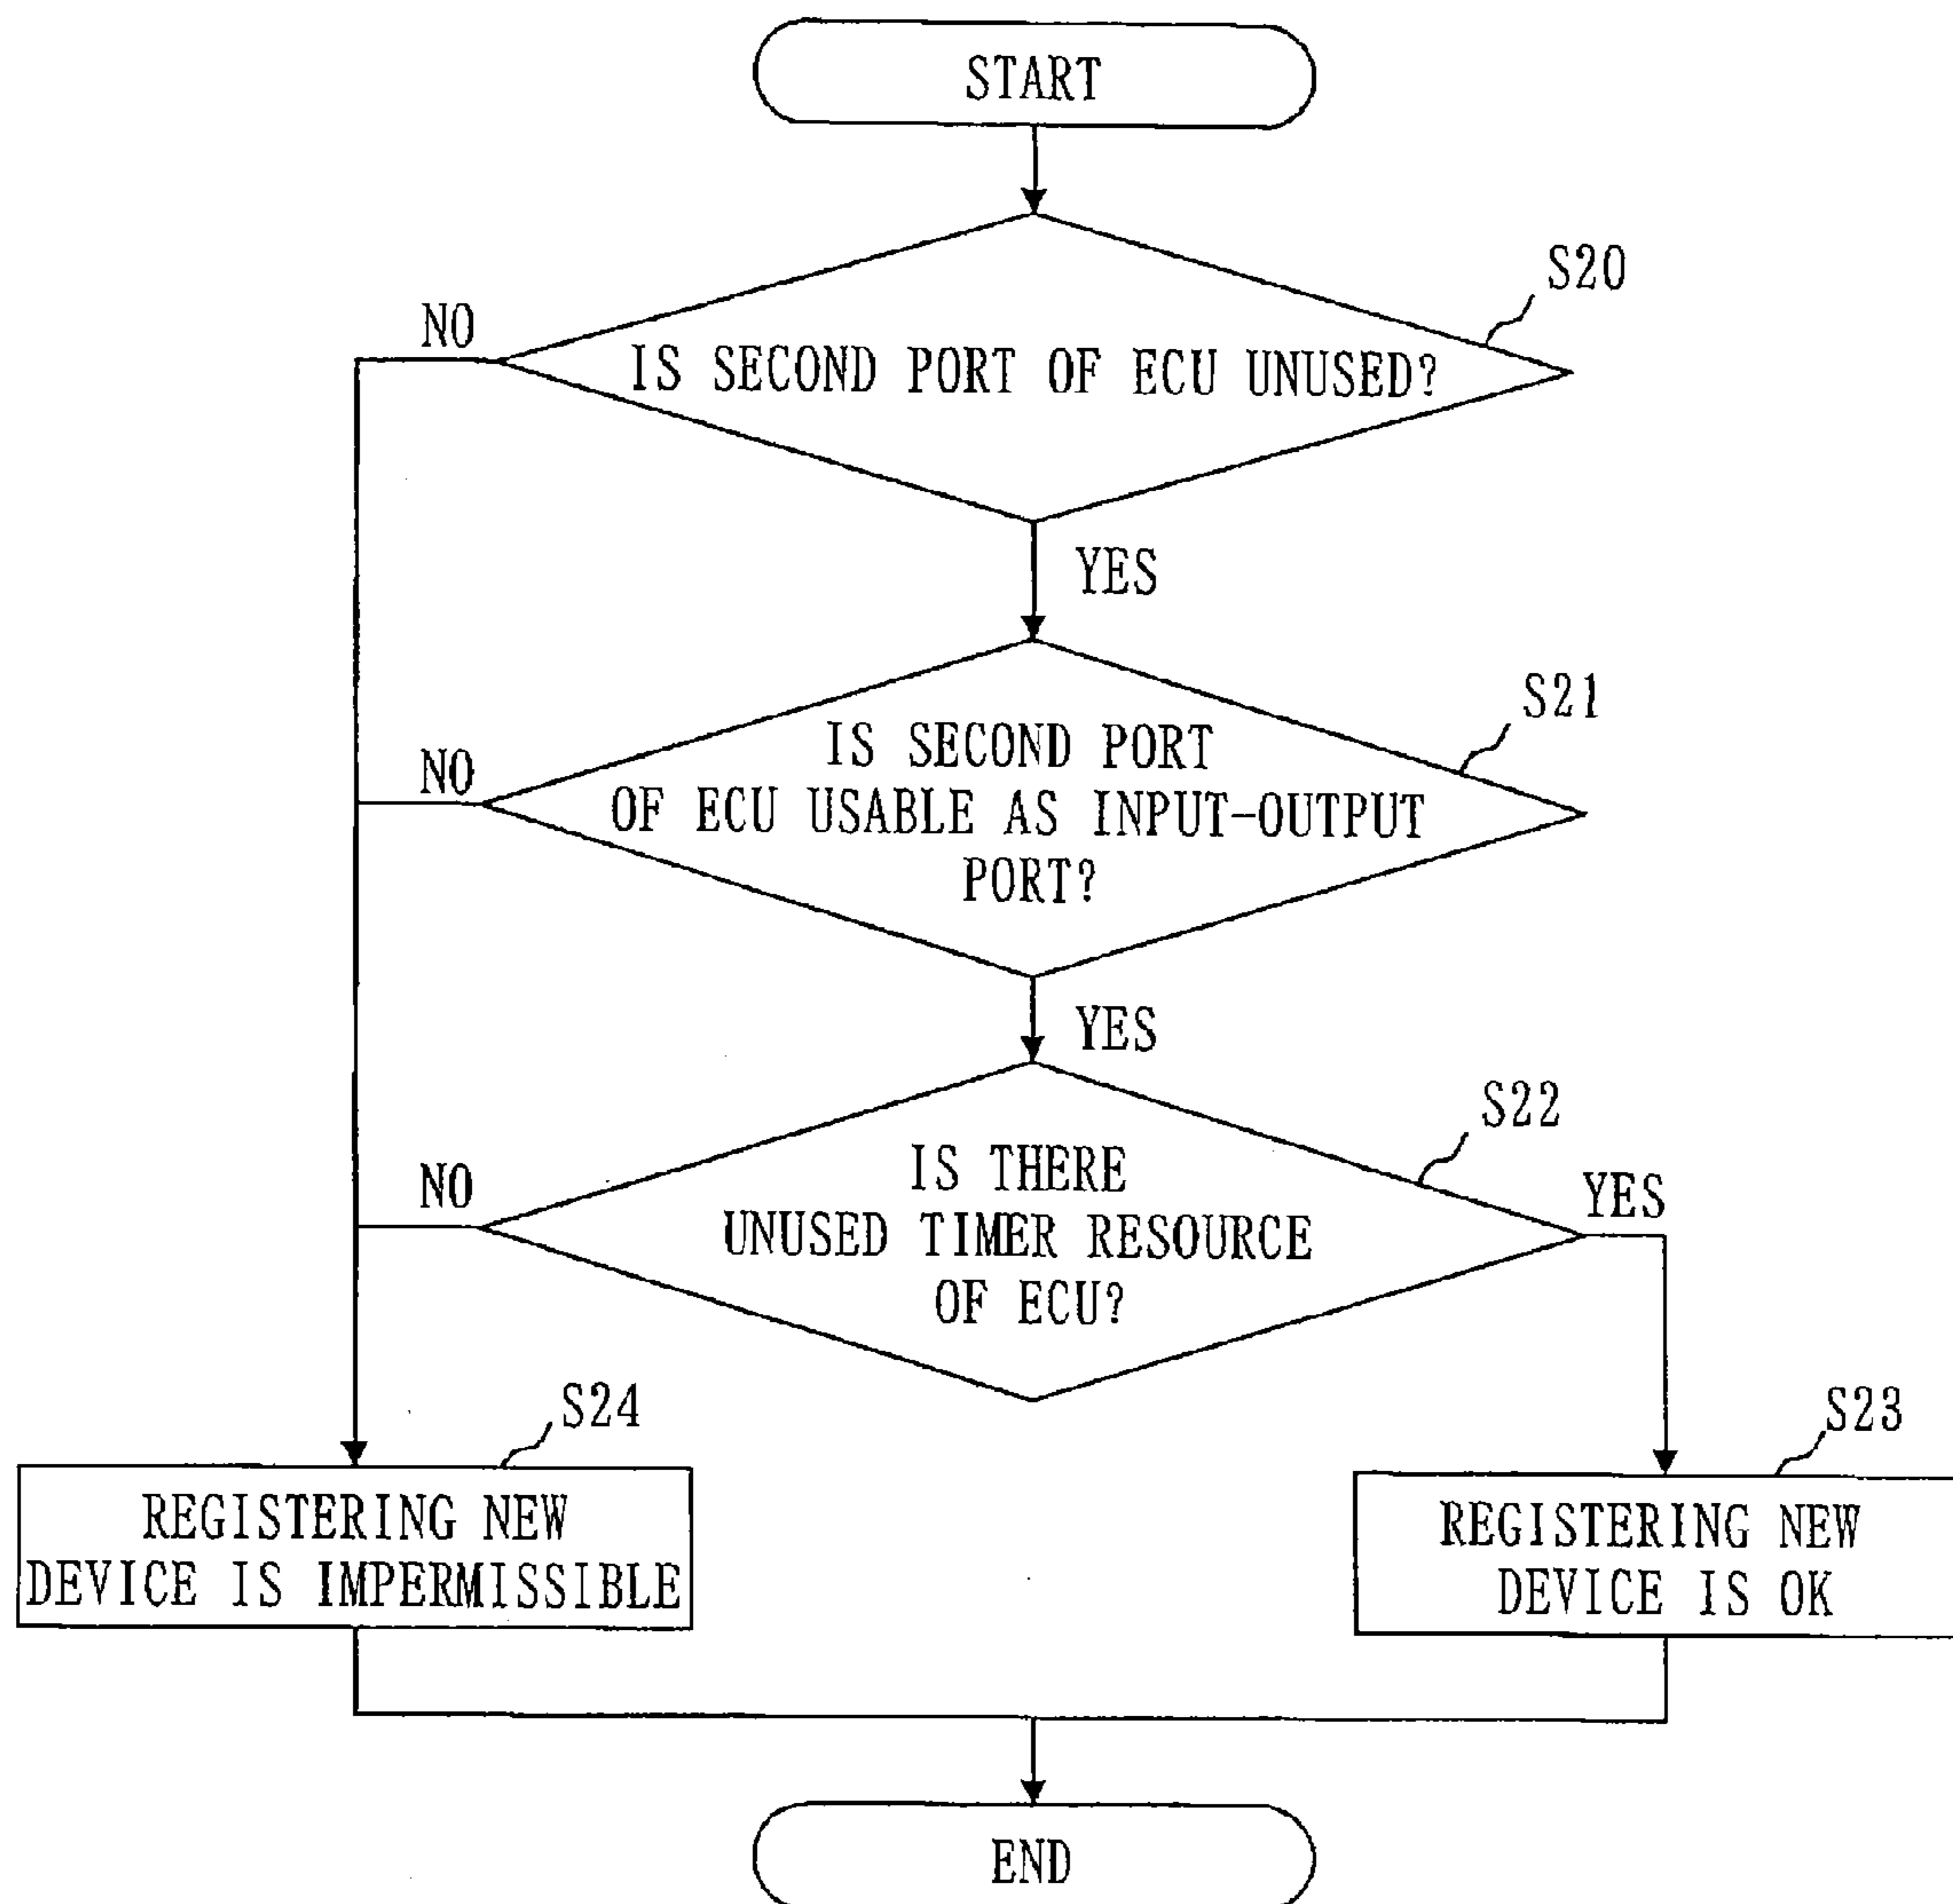 START
S20
NO
IS SECOND PORT OF ECU UNUSED?
YES
S21
NO
IS SECOND PORT
OF ECU USABLE AS INPUT-OUTPUT
PORT?
YES
S22
NO
IS THERE
UNUSED TIMER RESOURCE
OF ECU?
YES
S24
REGISTERING NEW
DEVICE IS IMPERMISSIBLE
S23
REGISTERING NEW
DEVICE IS OK
END